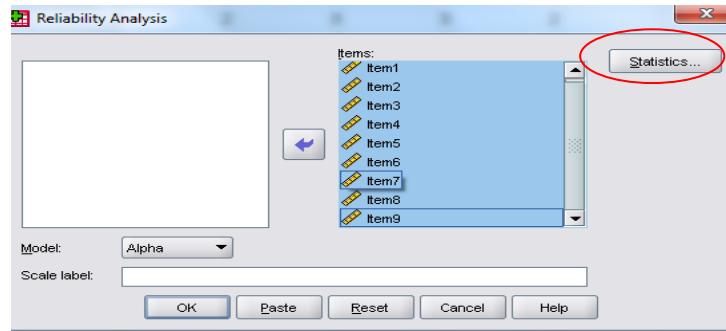 Reliability Analysis
Items:
Item1
Item2
Item3
Item4
Item5
Item6
Item7
Item8
Item9
Statistics...
Model:
Alpha
Scale label:
OK Paste Reset Cancel Help